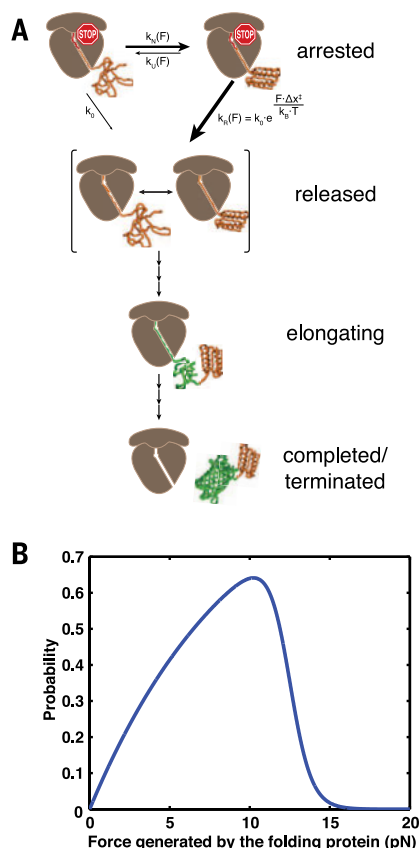 A
STOP
k_N(F)
k_U(F)
STOP
arrested
k_0
k_R(F) = k_0·e^(F·Δx‡ / k_B·T)
released
elongating
completed/
terminated
B
Probability
0.7
0.6
0.5
0.4
0.3
0.2
0.1
0
0 5 10 15 20
Force generated by the folding protein (pN)